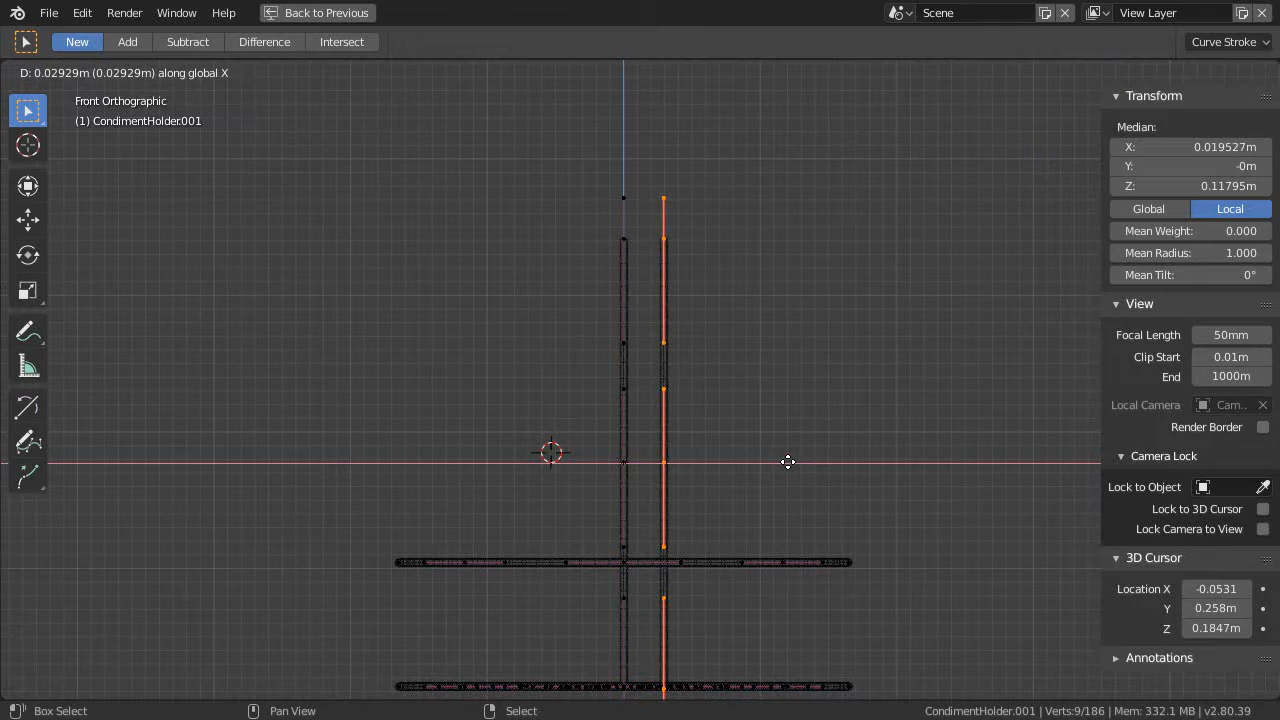 File Edit Render Window Help Back to Previous Scene View Layer
New Add Subtract Difference Intersect Curve Stroke
D: 0.02929m (0.02929m) along global X
Front Orthographic
(1) CondimentHolder.001
Transform
Median:
X: 0.019527m
Y: -0m
Z: 0.11795m
Global Local
Mean Weight: 0.000
Mean Radius: 1.000
Mean Tilt: 0°
View
Focal Length 50mm
Clip Start 0.01m
End 1000m
Local Camera Cam..
Render Border
Camera Lock
Lock to Object
Lock to 3D Cursor
Lock Camera to View
3D Cursor
Location X -0.0531
Y 0.258m
Z 0.1847m
Annotations
Box Select Pan View Select CondimentHolder.001 | Verts:9/186 | Mem: 332.1 MB | v2.80.39